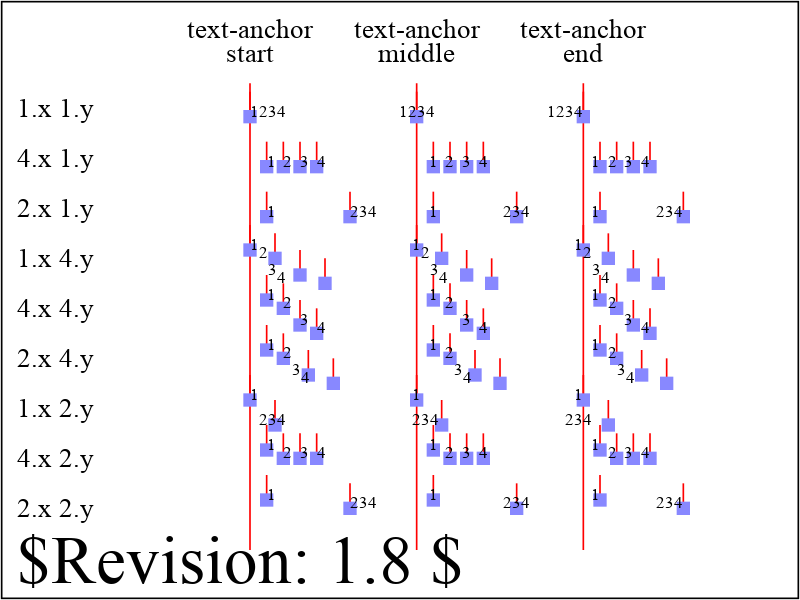 text-anchor text-anchor text-anchor
start middle end
1.x 1.y 1234 1234 1234
4.x 1.y 1 2 3 4 1 2 3 4 1 2 3 4
2.x 1.y 1 234 1 234 1 234
1.x 4.y 1 2 3 4 1 2 3 4 1 2 3 4
4.x 4.y 1 2 3 4 1 2 3 4 1 2 3 4
2.x 4.y 1 2 3 4 1 2 3 4 1 2 3 4
1.x 2.y 1 234 1 234 1 234
4.x 2.y 1 2 3 4 1 2 3 4 1 2 3 4
2.x 2.y 1 234 1 234 1 234
$Revision: 1.8 $